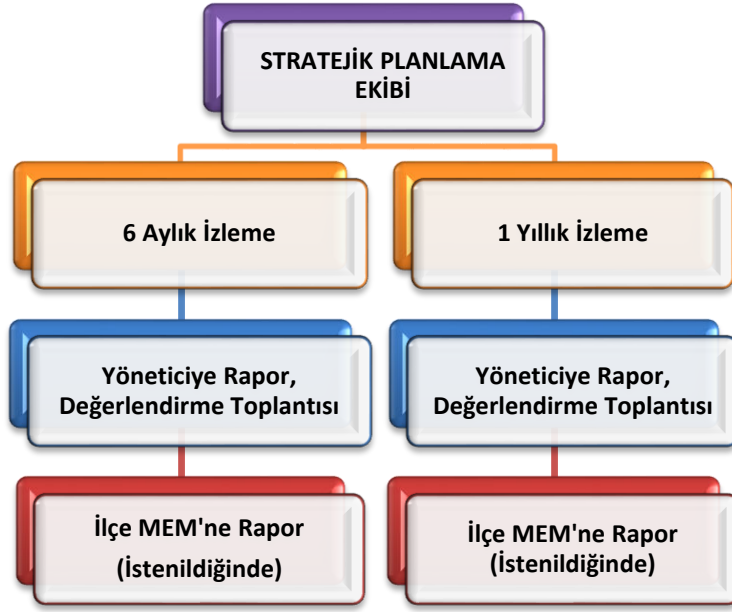 STRATEJİK PLANLAMA
EKİBİ
6 Aylık İzleme
1 Yıllık İzleme
Yöneticiye Rapor,
Değerlendirme Toplantısı
Yöneticiye Rapor,
Değerlendirme Toplantısı
İlçe MEM'ne Rapor
(İstenildiğinde)
İlçe MEM'ne Rapor
(İstenildiğinde)